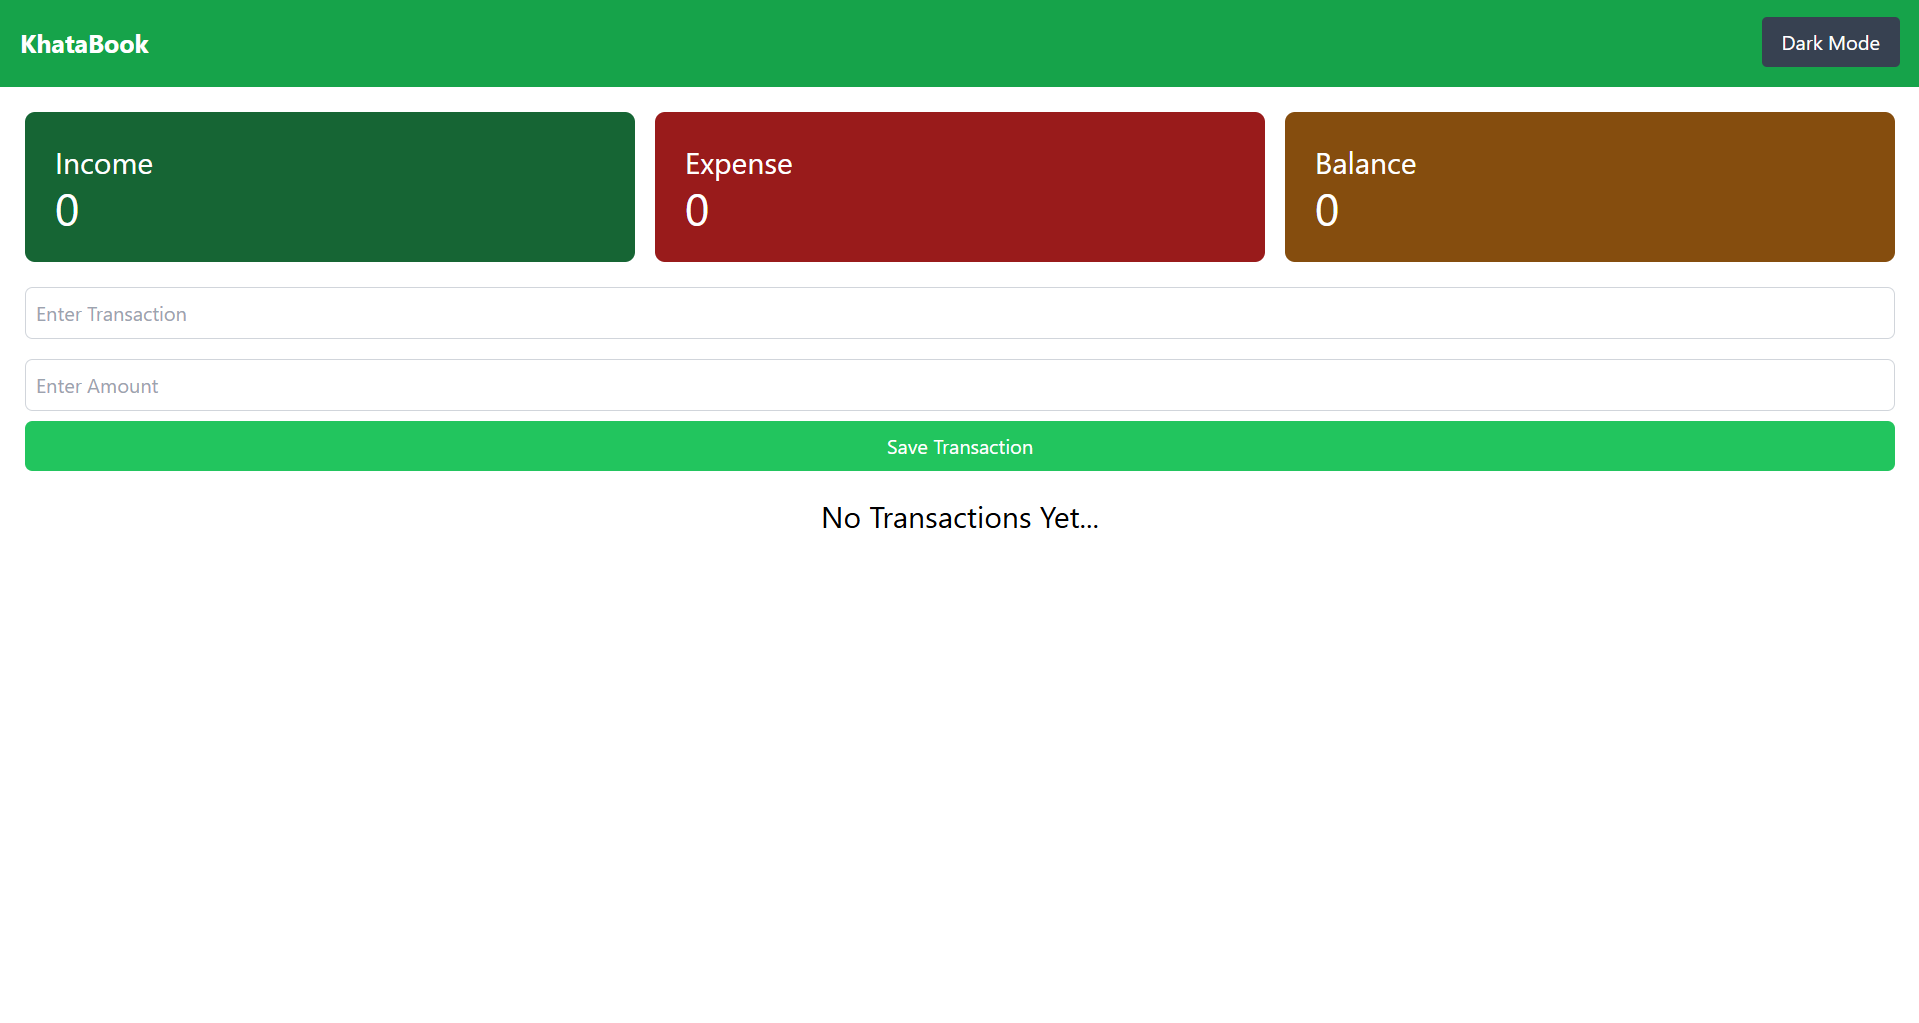 KhataBook
Dark Mode
Income
0
Expense
0
Balance
0
Enter Transaction
Enter Amount
Save Transaction
No Transactions Yet...